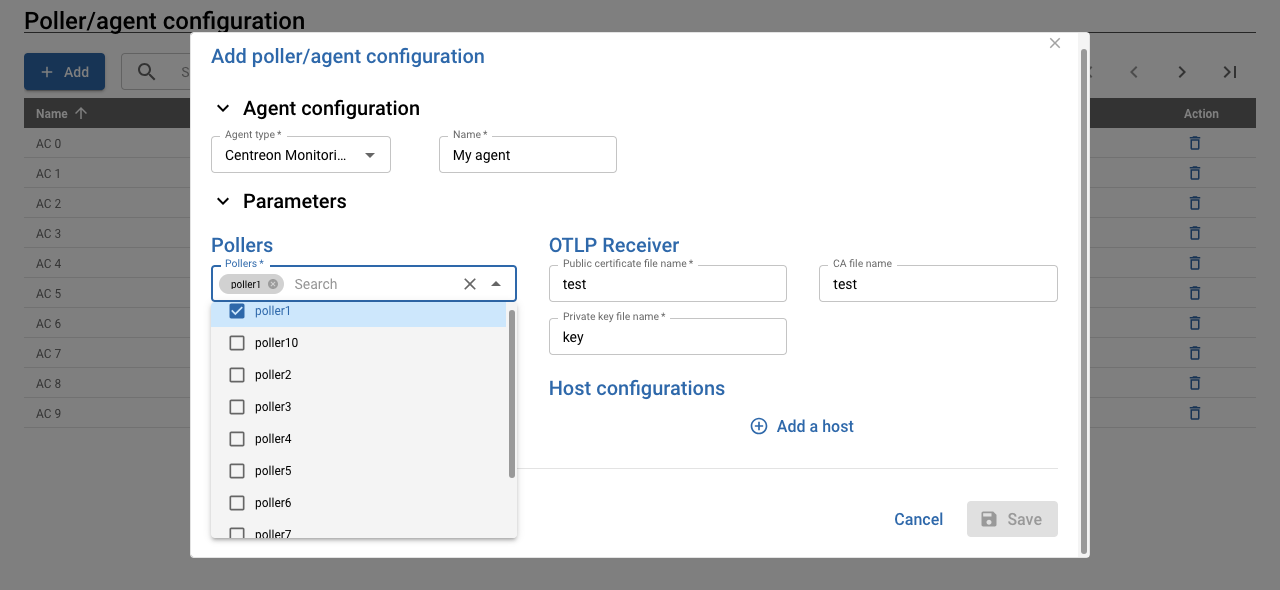 Poller/agent configuration
Add
S
Name
Action
AC 0
AC 1
AC 2
AC 3
AC 4
AC 5
AC 6
AC 7
AC 8
AC 9
Add poller/agent configuration
Agent configuration
Agent type *
Centreon Monitori...
Name *
My agent
Parameters
Pollers
Pollers *
poller1
Search
poller1
poller10
poller2
poller3
poller4
poller5
poller6
poller7
OTLP Receiver
Public certificate file name *
test
CA file name
test
Private key file name *
key
Host configurations
Add a host
Cancel
Save